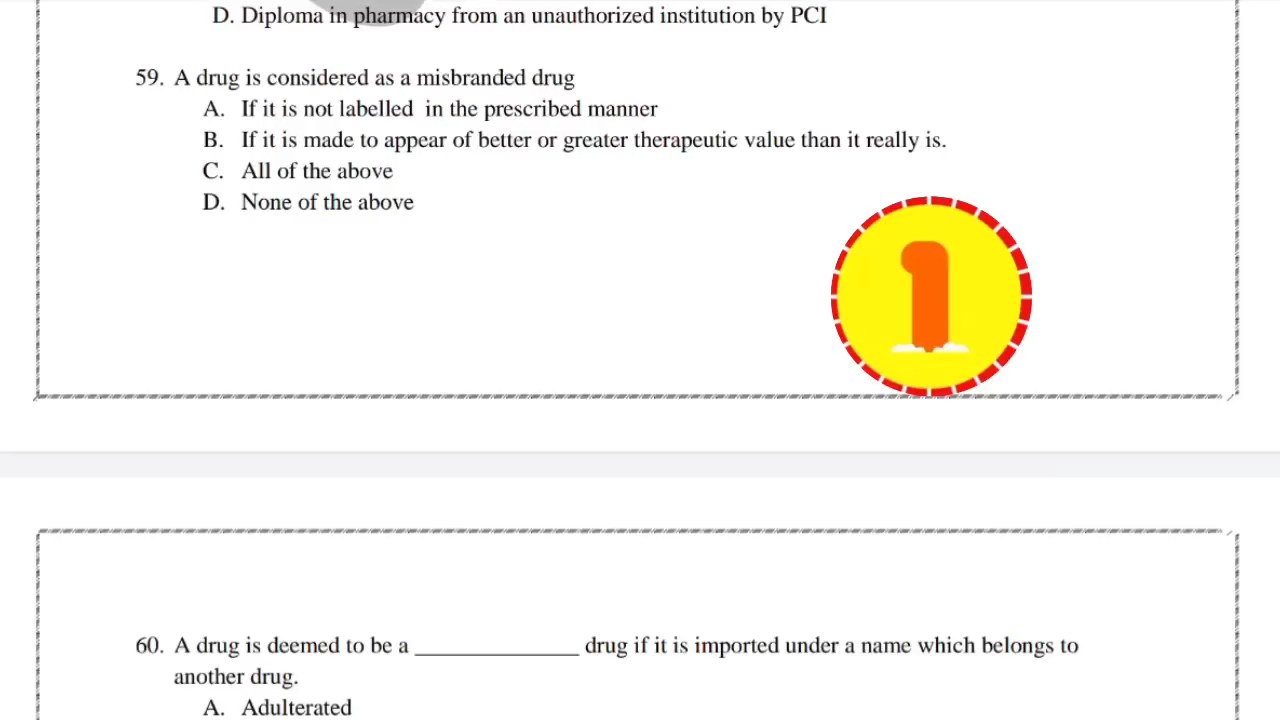 D. Diploma in pharmacy from an unauthorized institution by PCI
59. A drug is considered as a misbranded drug
A. If it is not labelled in the prescribed manner
B. If it is made to appear of better or greater therapeutic value than it really is.
C. All of the above
D. None of the above
1
60. A drug is deemed to be a ______________ drug if it is imported under a name which belongs to
another drug.
A. Adulterated